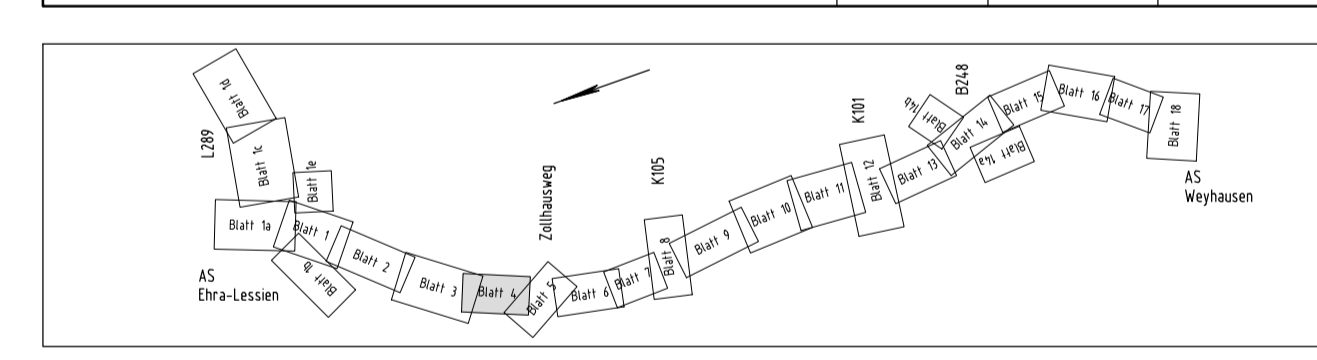 Blatt 1d
L289
Blatt 1c
Blatt 1e
Blatt 1a
Blatt 1
Blatt 1b
AS
Ehra-Lessien
Blatt 2
Blatt 3
Blatt 4
Blatt 5
Zollhausweg
Blatt 6
Blatt 7
K105
Blatt 8
Blatt 9
Blatt 10
Blatt 11
K101
Blatt 12
Blatt 13
Blatt 14b
B248
Blatt 14
Blatt 14a
Blatt 15
Blatt 16
Blatt 17
Blatt 18
AS
Weyhausen